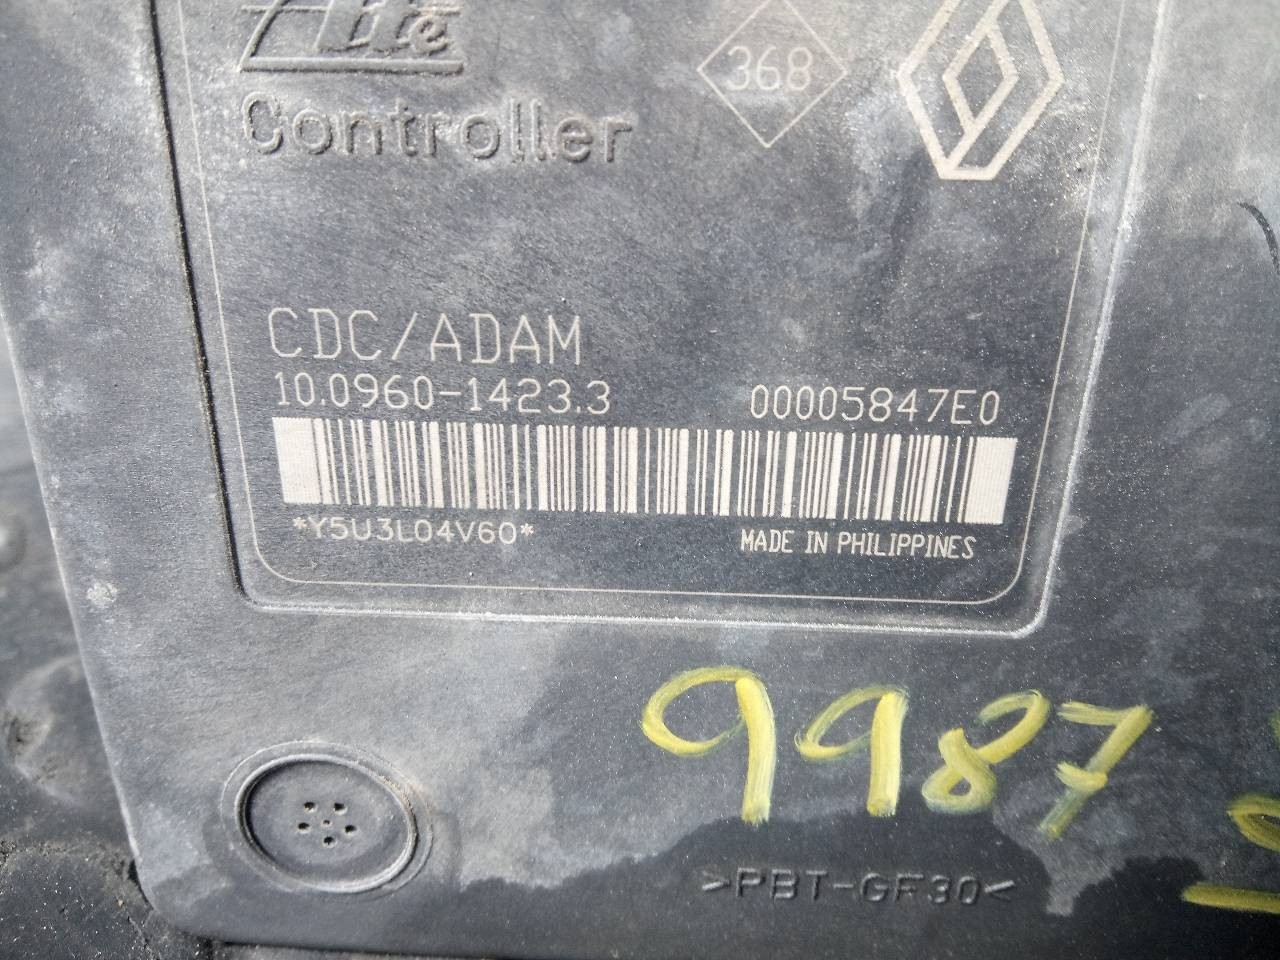 Ate
Controller
368
CDC/ADAM
10.0960-1423.3
00005847E0
*Y5U3L04V60*
MADE IN PHILIPPINES
9987
>PBT-GF30<